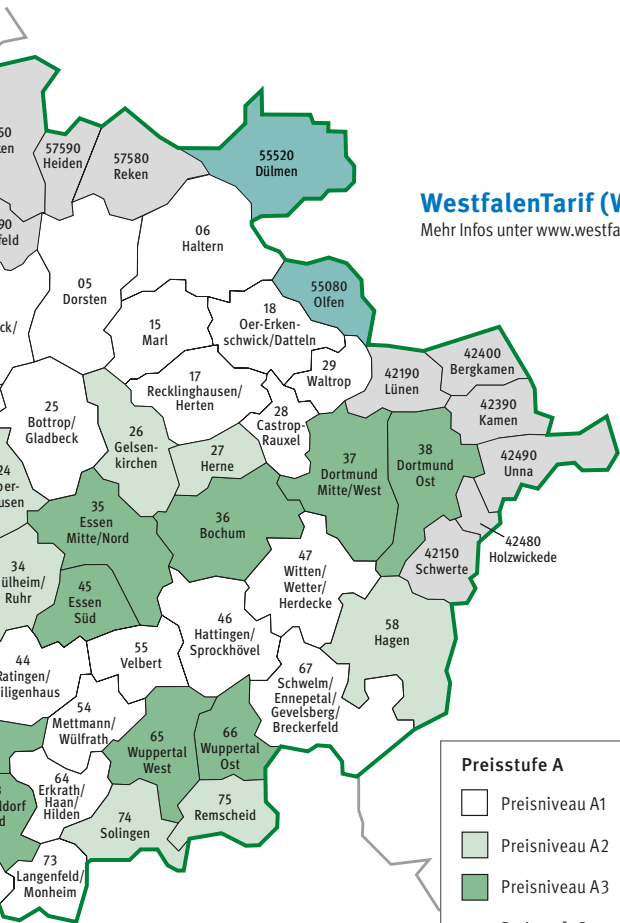 57590
Heiden
57580
Reken
55520
Dülmen
WestfalenTarif
Mehr Infos unter
06
Haltern
05
Dorsten
55080
Olfen
18
Oer-Erken-
schwick/Datteln
15
Marl
29
Waltrop
42190
Lünen
42400
Bergkamen
17
Recklinghausen/
Herten
42390
Kamen
25
Bottrop/
Gladbeck
26
Gelsen-
kirchen
28
Castrop-
Rauxel
27
Herne
37
Dortmund
Mitte/West
38
Dortmund
Ost
42490
Unna
35
Essen
Mitte/Nord
36
Bochum
42480
Holzwickede
42150
Schwerte
34
Ruhr
47
Witten/
Wetter/
Herdecke
45
Essen
Süd
46
Hattingen/
Sprockhövel
58
Hagen
44
55
Velbert
67
Schwelm/
Ennepetal/
Gevelsberg/
Breckerfeld
54
Mettmann/
Wülfrath
65
Wuppertal
West
66
Wuppertal
Ost
64
Erkrath/
Haan/
Hilden
74
Solingen
75
Remscheid
73
Langenfeld/
Monheim
Preisstufe A
Preisniveau A1
Preisniveau A2
Preisniveau A3